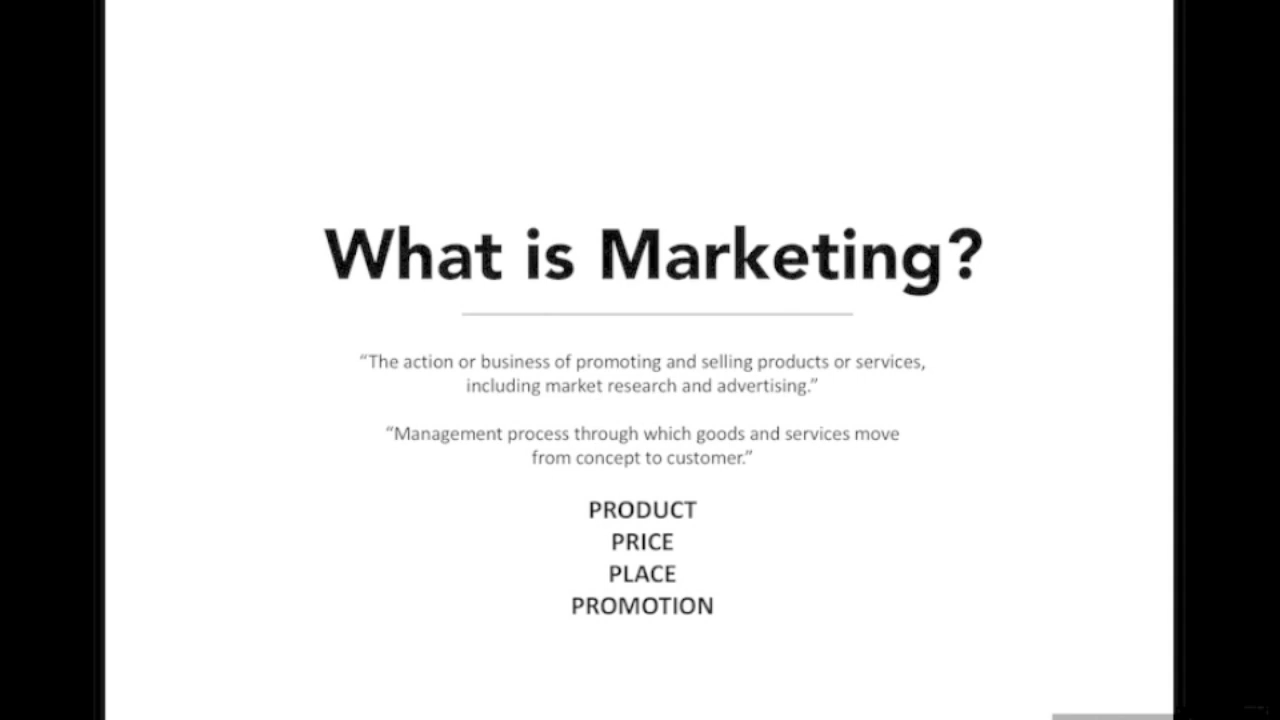 What is Marketing?
“The action or business of promoting and selling products or services,
including market research and advertising.”
“Management process through which goods and services move
from concept to customer.”
PRODUCT
PRICE
PLACE
PROMOTION